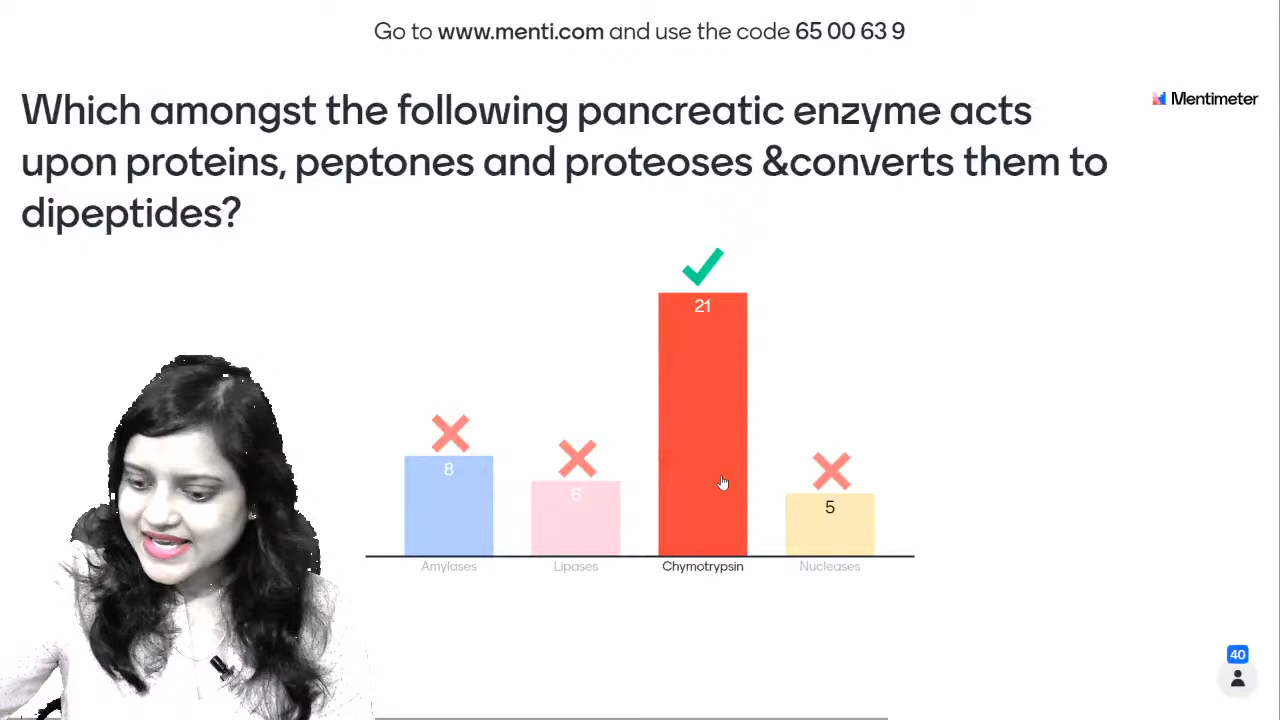 Go to www.menti.com and use the code 65 00 63 9
Mentimeter
Which amongst the following pancreatic enzyme acts
upon proteins, peptones and proteoses &converts them to
dipeptides?
21
8
6
5
Amylases
Lipases
Chymotrypsin
Nucleases
40